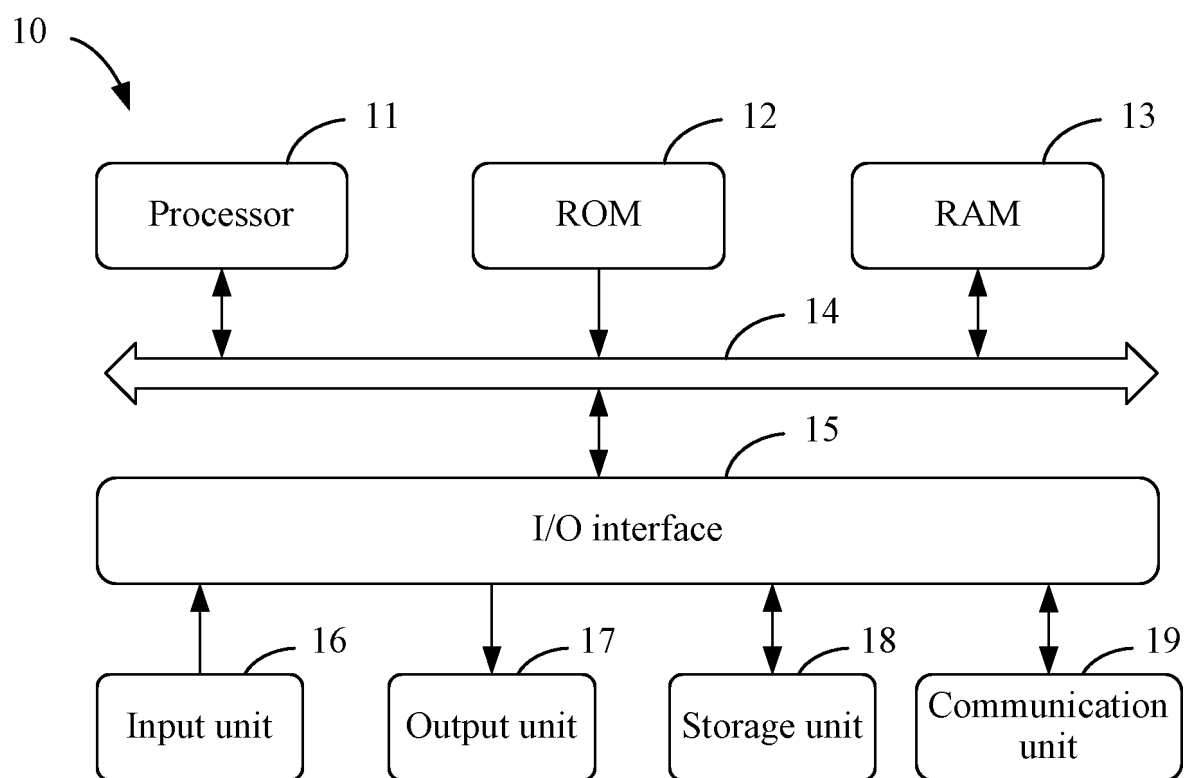 10
11
12
13
Processor
ROM
RAM
14
15
I/O interface
16
17
18
19
Input unit
Output unit
Storage unit
Communication
unit